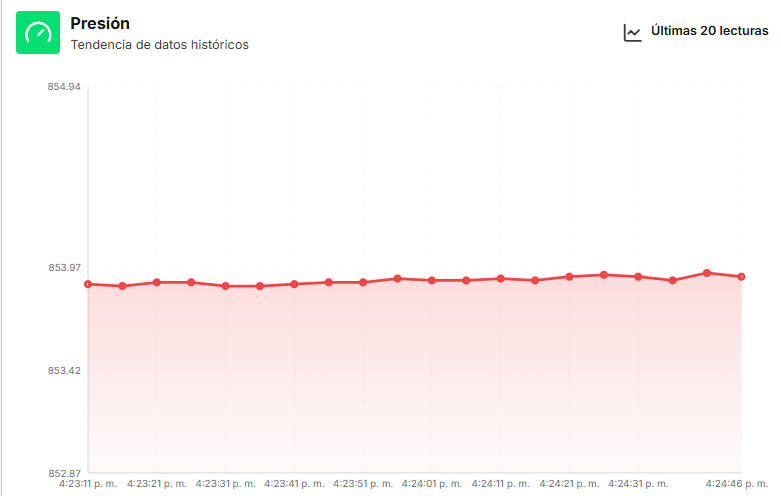 Presión
Tendencia de datos históricos
Últimas 20 lecturas
854.94
853.97
853.42
852.87
4:23:11 p. m. 4:23:21 p. m. 4:23:31 p. m. 4:23:41 p. m. 4:23:51 p. m. 4:24:01 p. m. 4:24:11 p. m. 4:24:21 p. m. 4:24:31 p. m. 4:24:46 p. m.